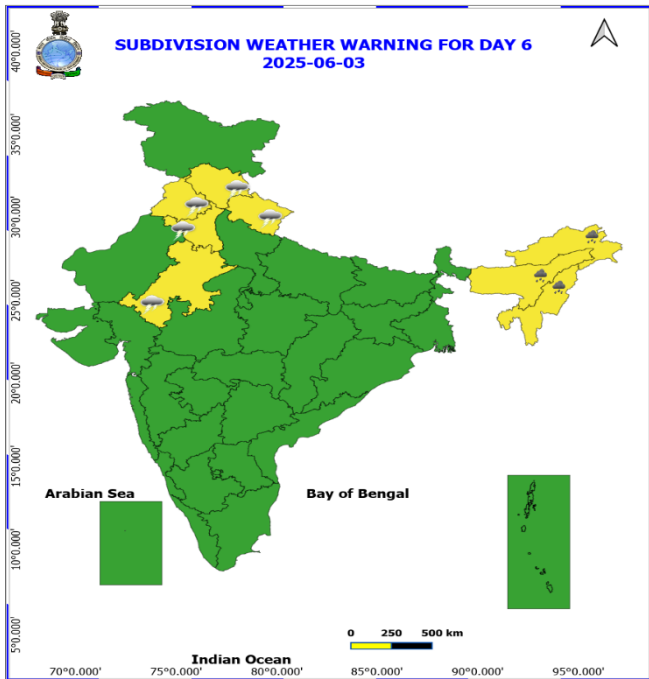 SUBDIVISION WEATHER WARNING FOR DAY 6
2025-06-03
40°0.000'
35°0.000'
30°0.000'
25°0.000'
20°0.000'
15°0.000'
10°0.000'
5°0.000'
Arabian Sea
Bay of Bengal
0 250 500 km
Indian Ocean
70°0.000' 75°0.000' 80°0.000' 85°0.000' 90°0.000' 95°0.000'